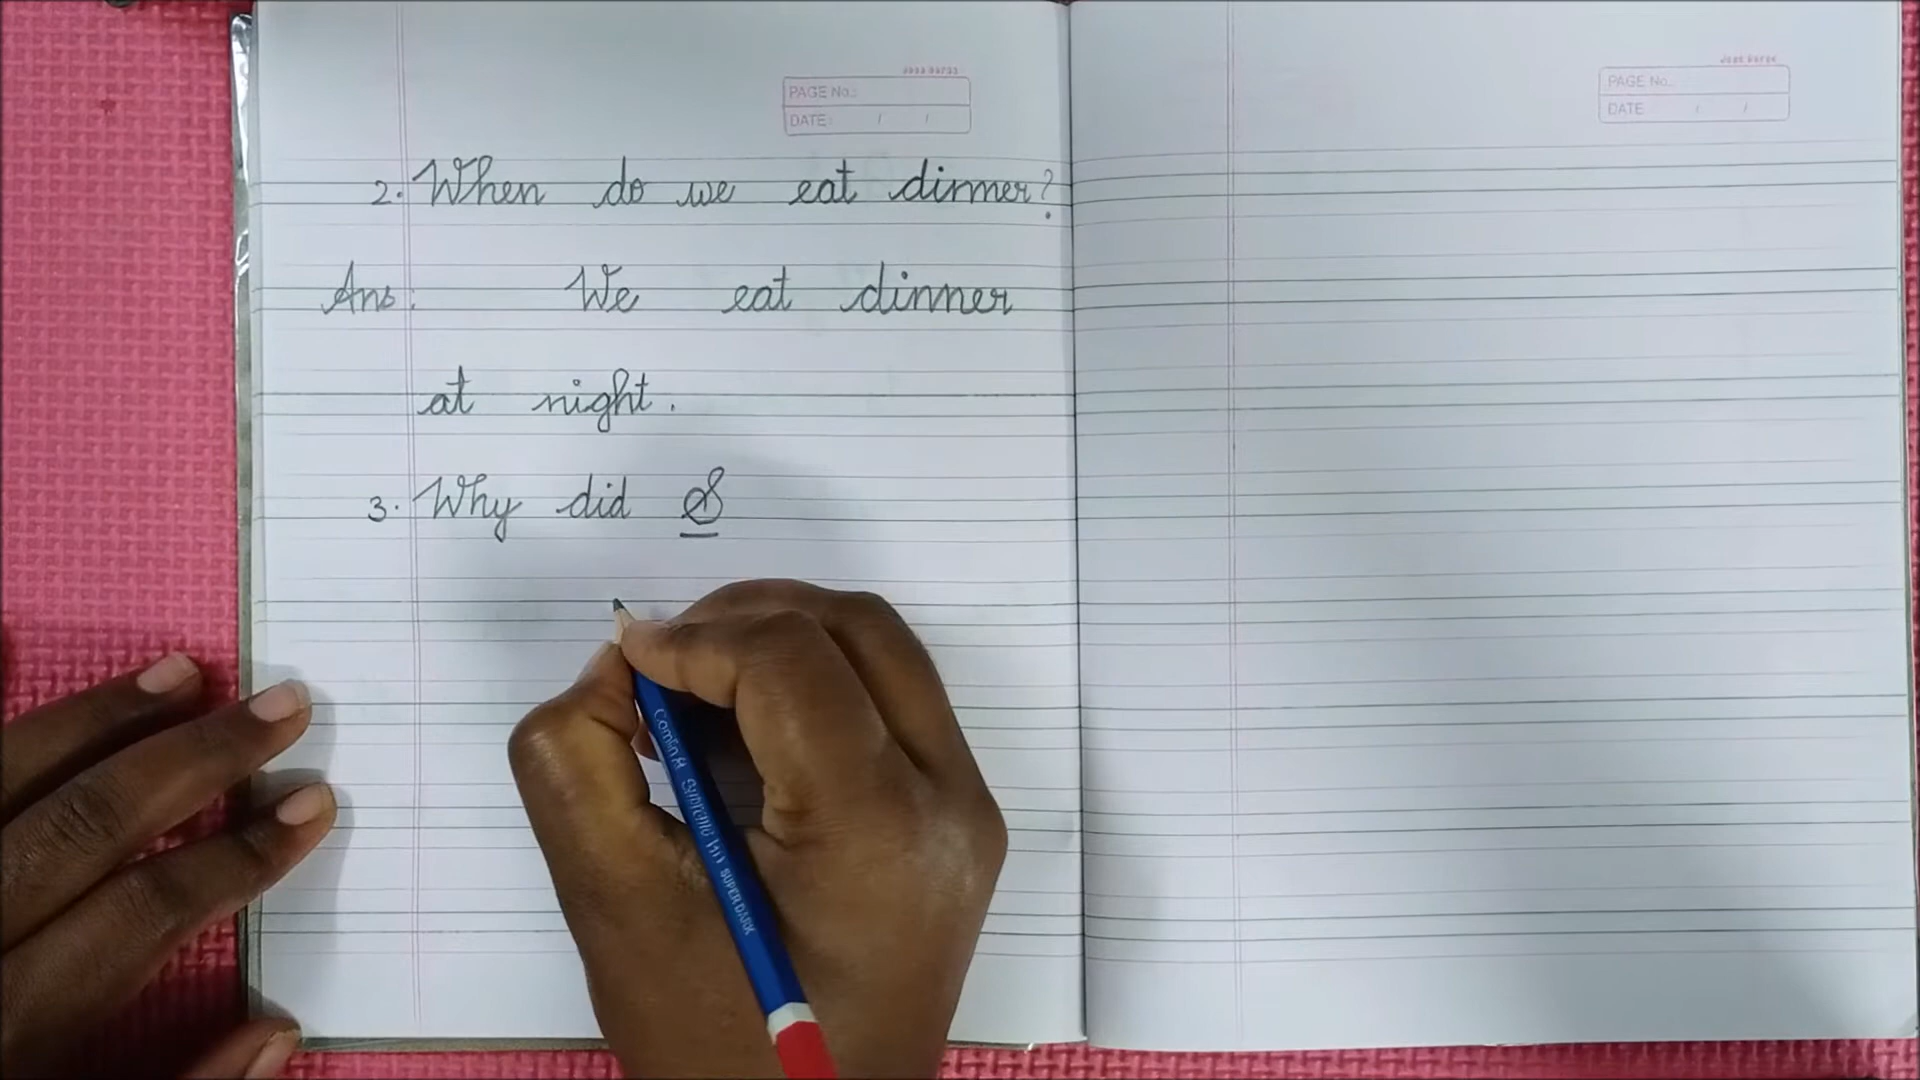 PAGE No.:
DATE: / /
2. When do we eat dinner?
Ans: We eat dinner
at night.
3. Why did S
PAGE No.:
DATE: / /
SUPER DARK